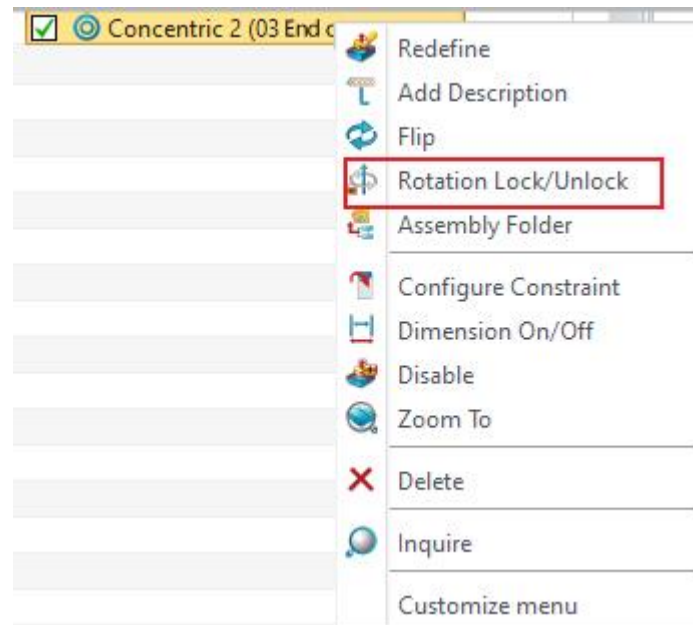 Concentric 2 (03 End
Redefine
Add Description
Flip
Rotation Lock/Unlock
Assembly Folder
Configure Constraint
Dimension On/Off
Disable
Zoom To
Delete
Inquire
Customize menu